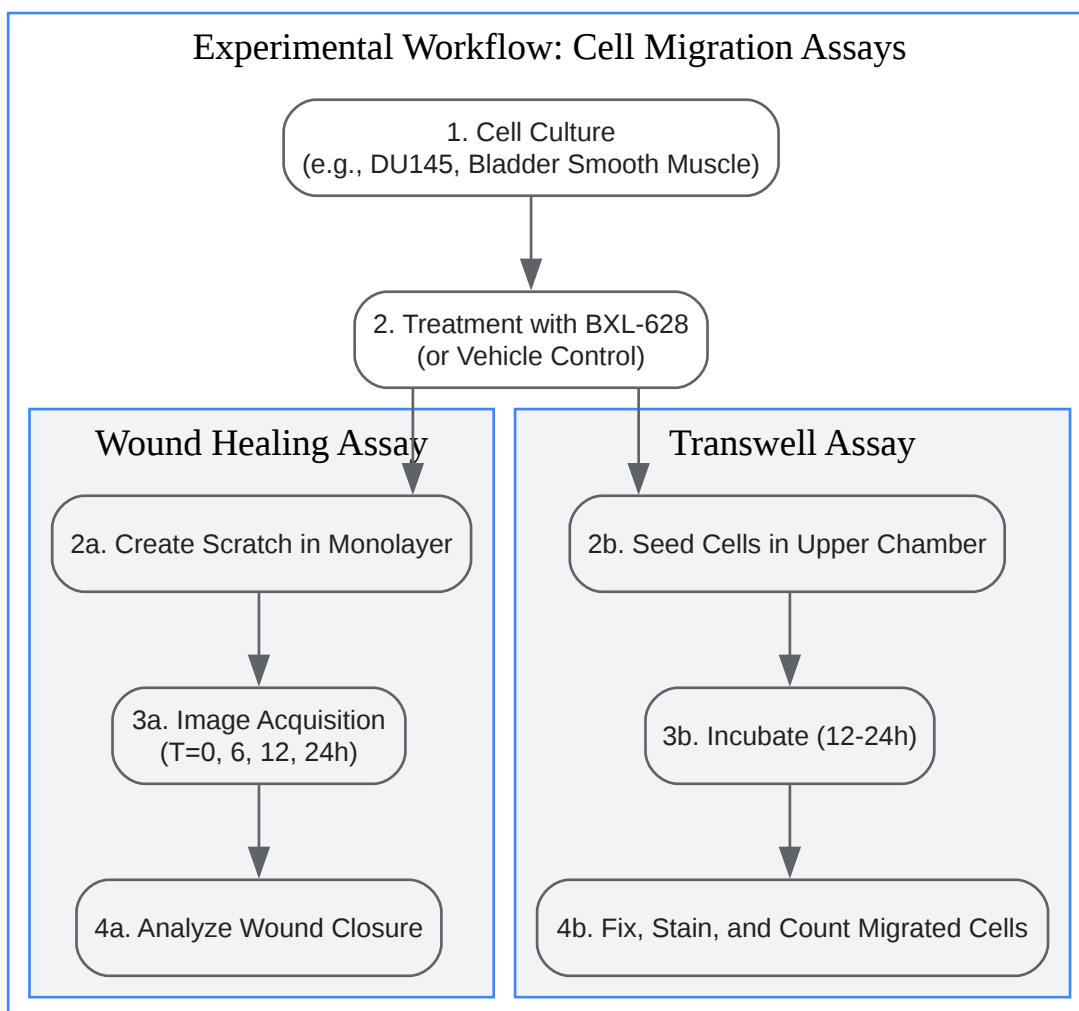 Experimental Workflow: Cell Migration Assays
1. Cell Culture
(e.g., DU145, Bladder Smooth Muscle)
2. Treatment with BXL-628
(or Vehicle Control)
Wound Healing Assay
2a. Create Scratch in Monolayer
3a. Image Acquisition
(T=0, 6, 12, 24h)
4a. Analyze Wound Closure
Transwell Assay
2b. Seed Cells in Upper Chamber
3b. Incubate (12-24h)
4b. Fix, Stain, and Count Migrated Cells